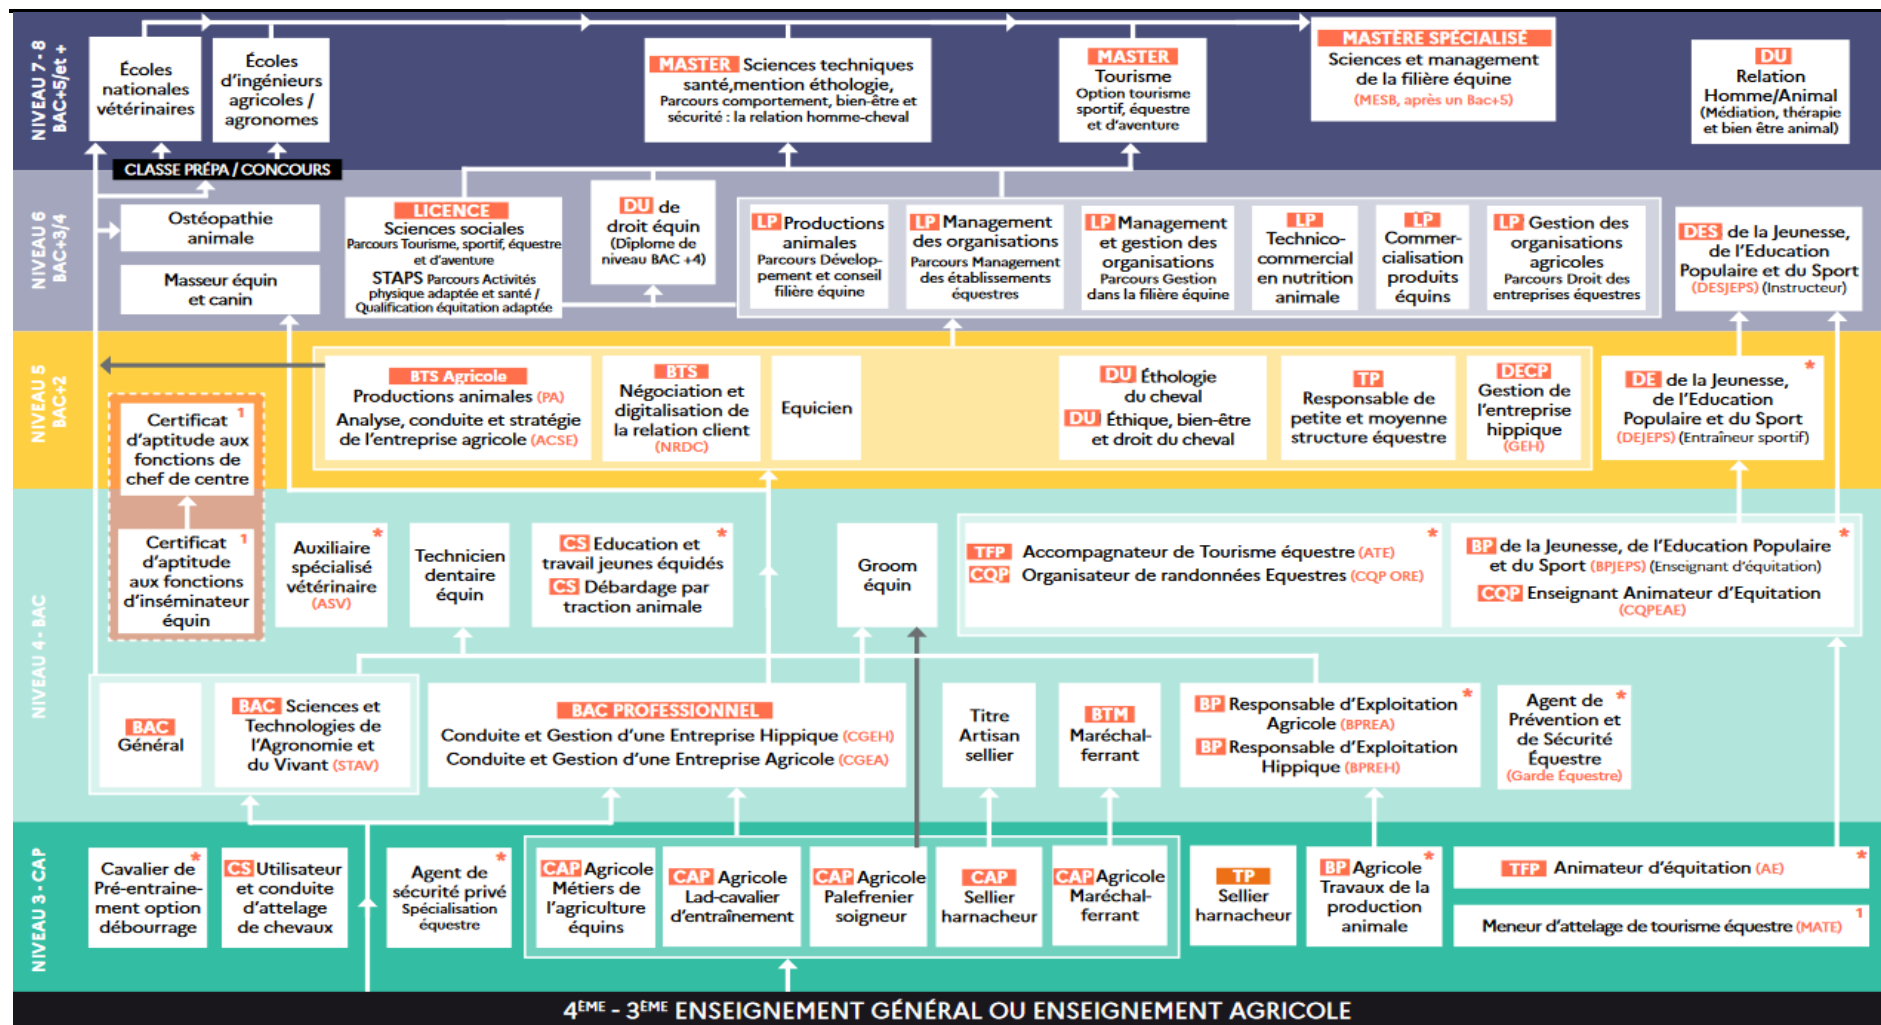 NIVEAU 7 - 8
BAC+5/et +
Écoles
nationales
vétérinaires
Écoles
d'ingénieurs
agricoles /
agronomes
MASTER Sciences techniques
santé,mention éthologie,
Parcours comportement, bien-être et
sécurité : la relation homme-cheval
MASTER
Tourisme
Option tourisme
sportif, équestre
et d'aventure
MASTÈRE SPÉCIALISÉ
Sciences et management
de la filière équine
(MESB, après un Bac+5)
DU
Relation
Homme/Animal
(Médiation, thérapie
et bien être animal)
CLASSE PRÉPA / CONCOURS
NIVEAU 6
BAC+3/4
Ostéopathie
animale
Masseur équin
et canin
LICENCE
Sciences sociales
Parcours Tourisme, sportif, équestre
et d'aventure
STAPS Parcours Activités
physique adaptée et santé /
Qualification équitation adaptée
DU de
droit équin
(Dîplome de
niveau BAC +4)
LP Productions
animales
Parcours Dévelop-
pement et conseil
filière équine
LP Management
des organisations
Parcours Management
des établissements
équestres
LP Management
et gestion des
organisations
Parcours Gestion
dans la filière équine
LP
Technico-
commercial
en nutrition
animale
LP
Commer-
cialisation
produits
équins
LP Gestion des
organisations
agricoles
Parcours Droit des
entreprises équestres
DES de la Jeunesse,
de l'Education
Populaire et du Sport
(DESJEPS) (Instructeur)
NIVEAU 5
BAC+2
Certificat 1
d'aptitude aux
fonctions de
chef de centre
BTS Agricole
Productions animales (PA)
Analyse, conduite et stratégie
de l'entreprise agricole (ACSE)
BTS
Négociation et
digitalisation de
la relation client
(NRDC)
Equicien
DU Éthologie
du cheval
DU Éthique, bien-être
et droit du cheval
TP
Responsable de
petite et moyenne
structure équestre
DECP
Gestion de
l'entreprise
hippique
(GEH)
*
DE de la Jeunesse,
de l'Education
Populaire et du Sport
(DEJEPS) (Entraîneur sportif)
NIVEAU 4 - BAC
Certificat 1
d'aptitude
aux fonctions
d'inséminateur
équin
*
Auxiliaire
spécialisé
vétérinaire
(ASV)
Technicien
dentaire
équin
*
CS Education et
travail jeunes équidés
CS Débardage par
traction animale
Groom
équin
*
TFP Accompagnateur de Tourisme équestre (ATE)
CQP Organisateur de randonnées Equestres (CQP ORE)
*
BP de la Jeunesse, de l'Education Populaire
et du Sport (BPJEPS) (Enseignant d'équitation)
CQP Enseignant Animateur d'Equitation
(CQPEAE)
BAC
Général
BAC Sciences et
Technologies de
l'Agronomie et
du Vivant (STAV)
BAC PROFESSIONNEL
Conduite et Gestion d'une Entreprise Hippique (CGEH)
Conduite et Gestion d'une Entreprise Agricole (CGEA)
Titre
Artisan
sellier
BTM
Maréchal-
ferrant
*
BP Responsable d'Exploitation
Agricole (BPREA)
BP Responsable d'Exploitation
Hippique (BPREH)
Agent de *
Prévention et
de Sécurité
Équestre
(Garde Équestre)
NIVEAU 3 - CAP
*
Cavalier de
Pré-entraine-
ment option
débourrage
CS Utilisateur
et conduite
d'attelage
de chevaux
*
Agent de
sécurité privé
Spécialisation
équestre
CAP Agricole
Métiers de
l'agriculture
équins
CAP Agricole
Lad-cavalier
d'entraînement
CAP Agricole
Palefrenier
soigneur
CAP
Sellier
harnacheur
CAP Agricole
Maréchal-
ferrant
TP
Sellier
harnacheur
*
BP Agricole
Travaux de la
production
animale
*
TFP Animateur d'équitation (AE)
1
Meneur d'attelage de tourisme équestre (MATE)
4ÈME - 3ÈME ENSEIGNEMENT GÉNÉRAL OU ENSEIGNEMENT AGRICOLE